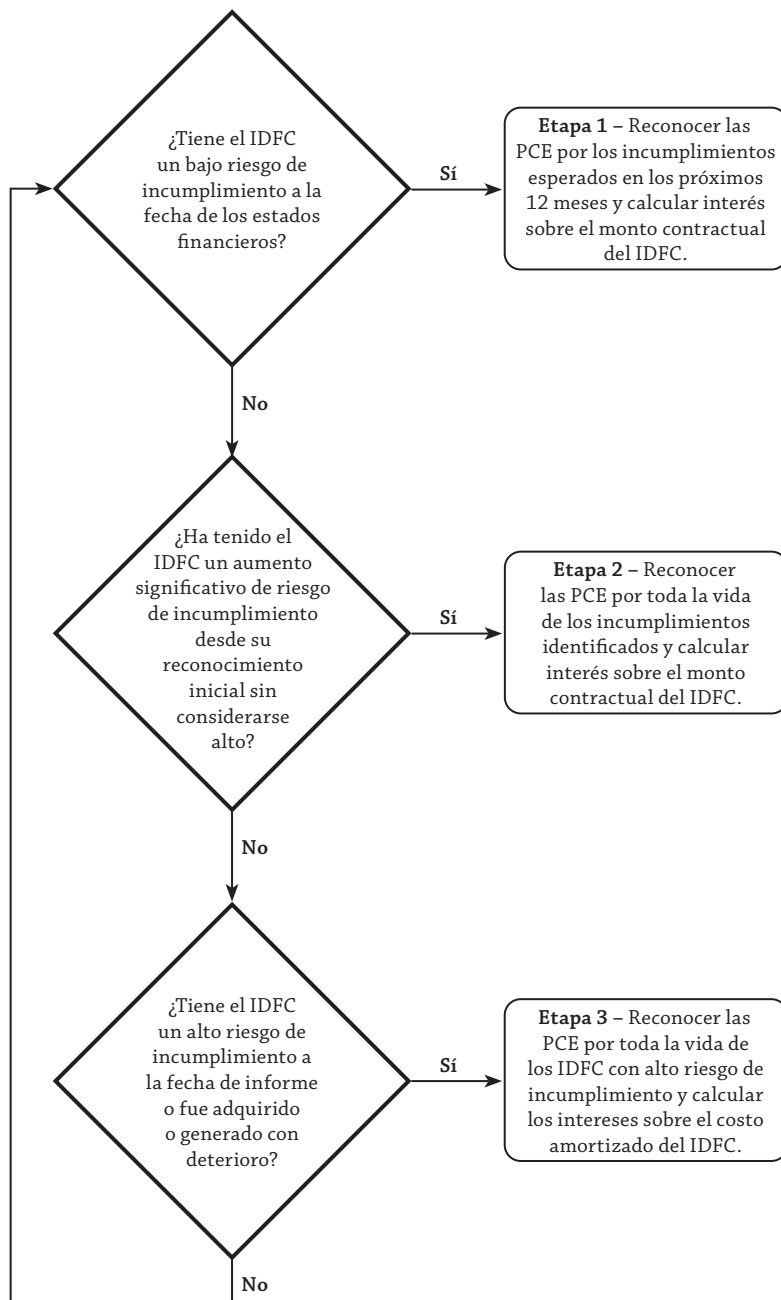 ¿Tiene el IDFC
un bajo riesgo de
incumplimiento a la
fecha de los estados
financieros?
Sí
Etapa 1 – Reconocer las
PCE por los incumplimientos
esperados en los próximos
12 meses y calcular interés
sobre el monto contractual
del IDFC.
No
¿Ha tenido el
IDFC un aumento
significativo de riesgo
de incumplimiento
desde su
reconocimiento
inicial sin
considerarse
alto?
Sí
Etapa 2 – Reconocer
las PCE por toda la vida
de los incumplimientos
identificados y calcular
interés sobre el monto
contractual del IDFC.
No
¿Tiene el IDFC
un alto riesgo de
incumplimiento a
la fecha de informe
o fue adquirido
o generado con
deterioro?
Sí
Etapa 3 – Reconocer las
PCE por toda la vida de
los IDFC con alto riesgo de
incumplimiento y calcular
los intereses sobre el costo
amortizado del IDFC.
No